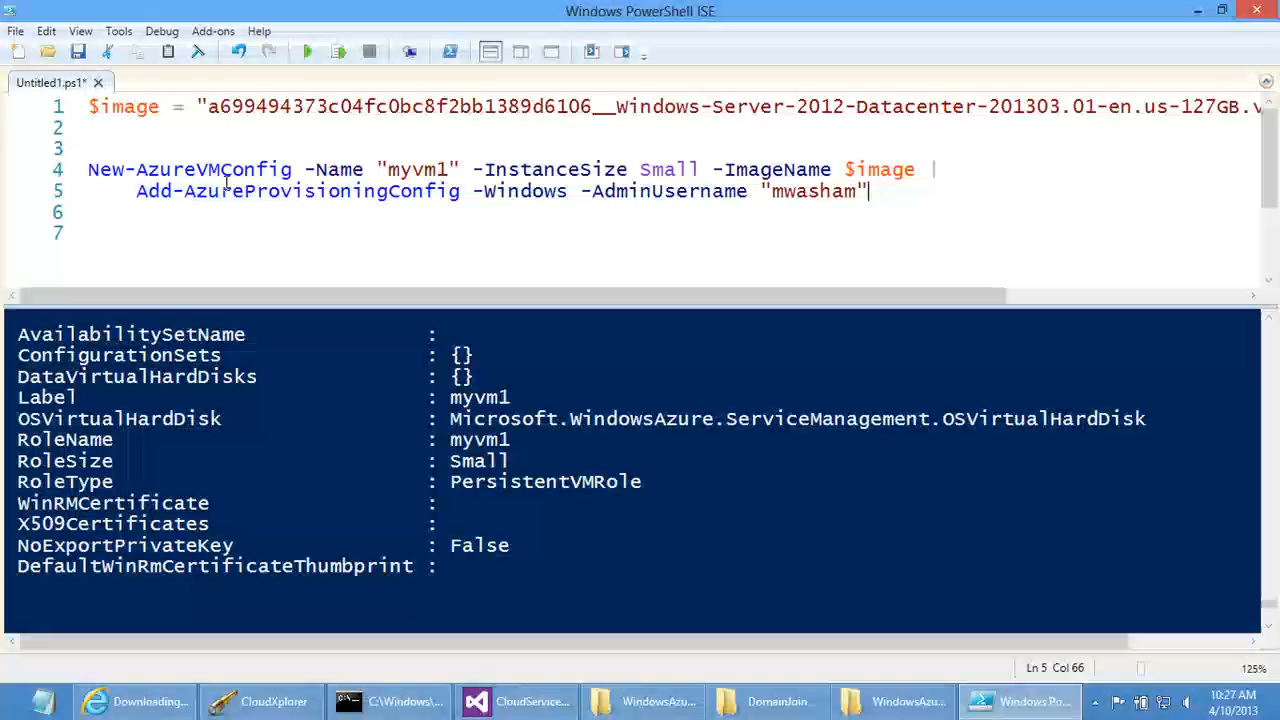 Windows PowerShell ISE
File Edit View Tools Debug Add-ons Help
Untitled1.ps1*
1 $image = "a699494373c04fc0bc8f2bb1389d6106__Windows-Server-2012-Datacenter-201303.01-en.us-127GB.v
2
3
4 New-AzureVMConfig -Name "myvm1" -InstanceSize Small -ImageName $image |
5 Add-AzureProvisioningConfig -Windows -AdminUsername "mwasham"
6
7
AvailabilitySetName :
ConfigurationSets : {}
DataVirtualHardDisks : {}
Label : myvm1
OSVirtualHardDisk : Microsoft.WindowsAzure.ServiceManagement.OSVirtualHardDisk
RoleName : myvm1
RoleSize : Small
RoleType : PersistentVMRole
WinRMCertificate :
X509Certificates :
NoExportPrivateKey : False
DefaultWinRmCertificateThumbprint :
Ln 5 Col 66 125%
Downloading... CloudXplorer C:\Windows\... CloudService... WindowsAzu... DomainJoin... WindowsAzu... Windows Po... 10:27 AM
4/10/2013